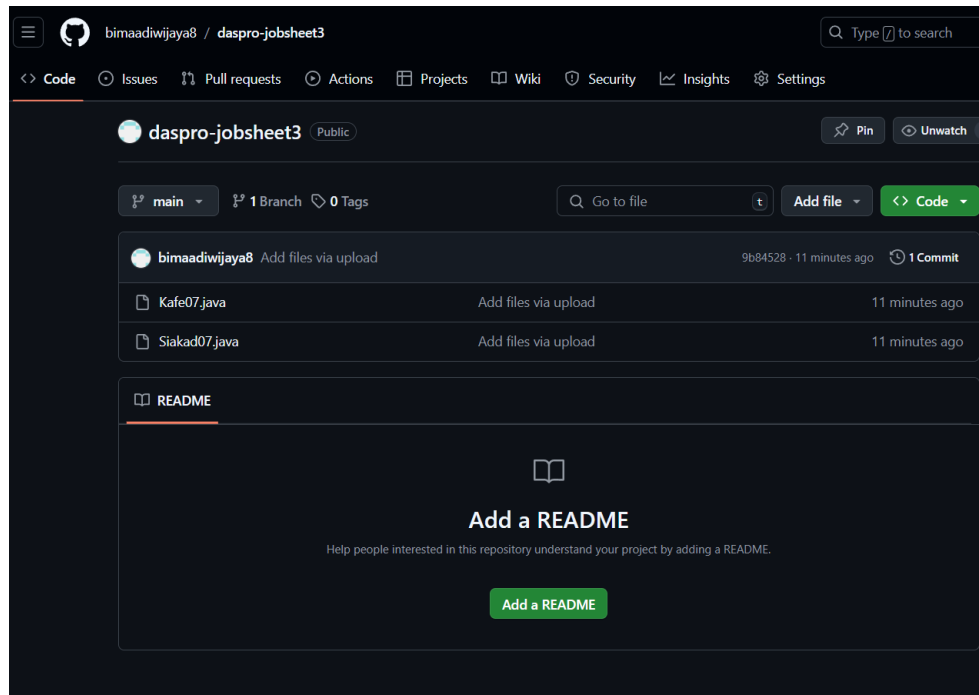 bimaadiwijaya8 / daspro-jobsheet3
Type / to search
Code Issues Pull requests Actions Projects Wiki Security Insights Settings
daspro-jobsheet3 Public Pin Unwatch
main 1 Branch 0 Tags Go to file t Add file Code
bimaadiwijaya8 Add files via upload 9b84528 · 11 minutes ago 1 Commit
Kafe07.java Add files via upload 11 minutes ago
Siakad07.java Add files via upload 11 minutes ago
README
Add a README
Help people interested in this repository understand your project by adding a README.
Add a README